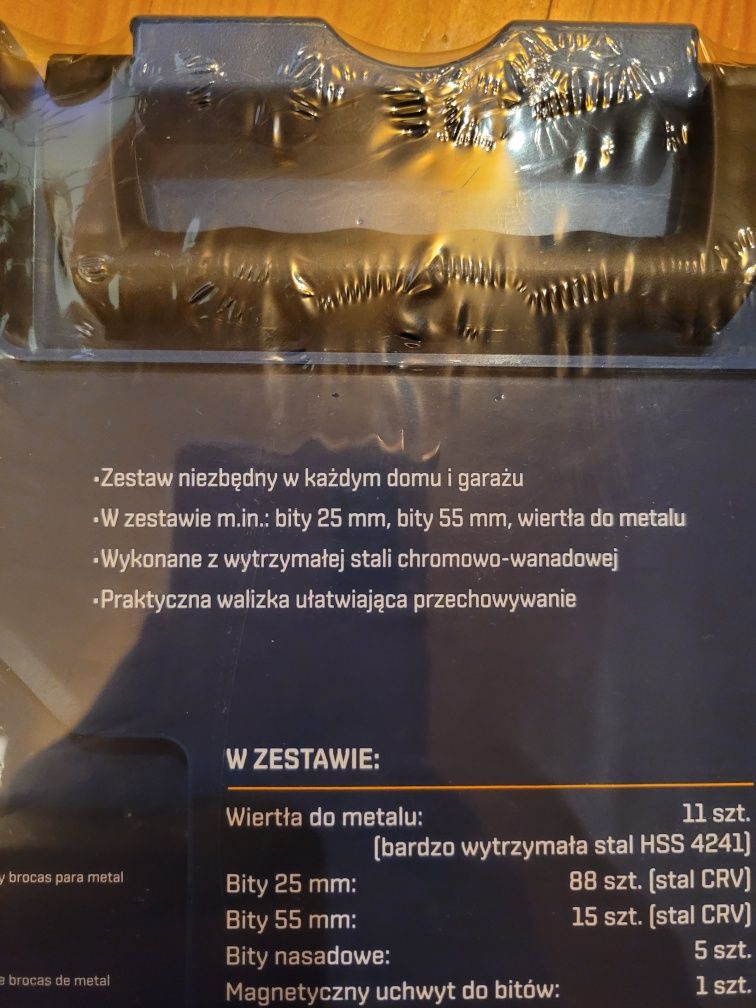 •Zestaw niezbędny w każdym domu i garażu
•W zestawie m.in.: bity 25 mm, bity 55 mm, wiertła do metalu
•Wykonane z wytrzymałej stali chromowo-wanadowej
•Praktyczna walizka ułatwiająca przechowywanie
W ZESTAWIE:
Wiertła do metalu: 11 szt.
(bardzo wytrzymała stal HSS 4241)
y brocas para metal
Bity 25 mm: 88 szt. (stal CRV)
Bity 55 mm: 15 szt. (stal CRV)
Bity nasadowe: 5 szt.
e brocas de metal
Magnetyczny uchwyt do bitów: 1 szt.